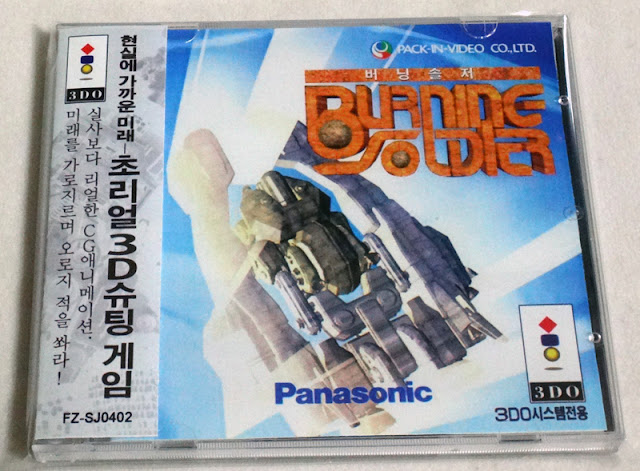 3DO
현실에 가까운 미래-초리얼3D슈팅 게임
실사보다 리얼한 CG애니메이션.
미래를 가로지르며 오로지 적을 쏴라!
FZ-SJ0402
PACK-IN-VIDEO CO.,LTD.
버닝솔저
BURNING
SOLDIER
Panasonic
3DO
3DO시스템전용